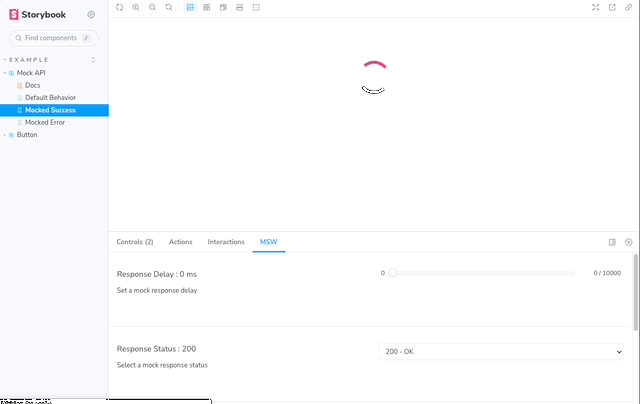 Storybook
Find components /
EXAMPLE
Mock API
Docs
Default Behavior
Mocked Success
Mocked Error
Button
Controls (2) Actions Interactions MSW
Response Delay : 0 ms
Set a mock response delay
0 0 / 10000
Response Status : 200
Select a mock response status
200 - OK